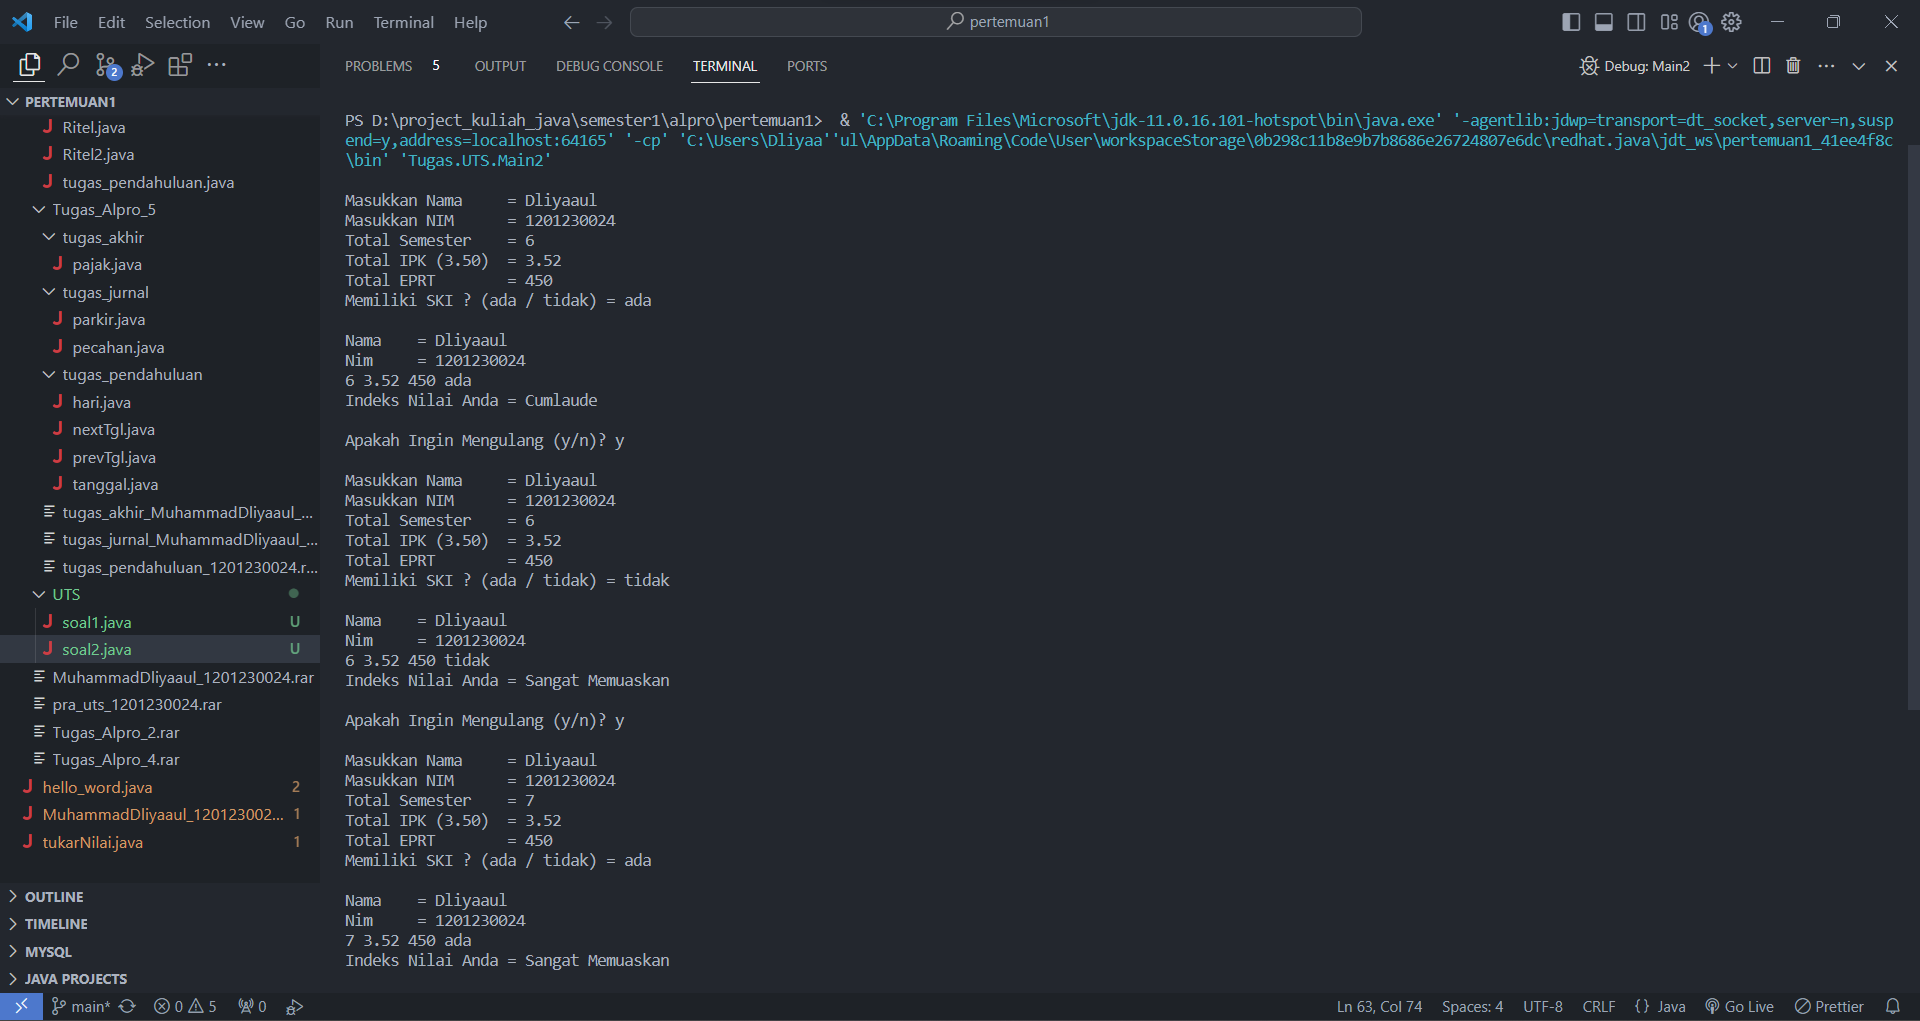 File Edit Selection View Go Run Terminal Help
pertemuan1
1
2
PERTEMUAN1
Ritel.java
Ritel2.java
tugas_pendahuluan.java
Tugas_Alpro_5
tugas_akhir
pajak.java
tugas_jurnal
parkir.java
pecahan.java
tugas_pendahuluan
hari.java
nextTgl.java
prevTgl.java
tanggal.java
tugas_akhir_MuhammadDliyaaul_...
tugas_jurnal_MuhammadDliyaaul_...
tugas_pendahuluan_1201230024.r...
UTS
soal1.java U
soal2.java U
MuhammadDliyaaul_1201230024.rar
pra_uts_1201230024.rar
Tugas_Alpro_2.rar
Tugas_Alpro_4.rar
hello_word.java 2
MuhammadDliyaaul_120123002... 1
tukarNilai.java 1
OUTLINE
TIMELINE
MYSQL
JAVA PROJECTS
PROBLEMS 5 OUTPUT DEBUG CONSOLE TERMINAL PORTS
Debug: Main2
PS D:\project_kuliah_java\semester1\alpro\pertemuan1>  & 'C:\Program Files\Microsoft\jdk-11.0.16.101-hotspot\bin\java.exe' '-agentlib:jdwp=transport=dt_socket,server=n,susp
end=y,address=localhost:64165' '-cp' 'C:\Users\Dliyaa''ul\AppData\Roaming\Code\User\workspaceStorage\0b298c11b8e9b7b8686e26724807e6dc\redhat.java\jdt_ws\pertemuan1_41ee4f8c
\bin' 'Tugas.UTS.Main2'
Masukkan Nama     = Dliyaaul
Masukkan NIM      = 1201230024
Total Semester    = 6
Total IPK (3.50)  = 3.52
Total EPRT        = 450
Memiliki SKI ? (ada / tidak) = ada
Nama    = Dliyaaul
Nim     = 1201230024
6 3.52 450 ada
Indeks Nilai Anda = Cumlaude
Apakah Ingin Mengulang (y/n)? y
Masukkan Nama     = Dliyaaul
Masukkan NIM      = 1201230024
Total Semester    = 6
Total IPK (3.50)  = 3.52
Total EPRT        = 450
Memiliki SKI ? (ada / tidak) = tidak
Nama    = Dliyaaul
Nim     = 1201230024
6 3.52 450 tidak
Indeks Nilai Anda = Sangat Memuaskan
Apakah Ingin Mengulang (y/n)? y
Masukkan Nama     = Dliyaaul
Masukkan NIM      = 1201230024
Total Semester    = 7
Total IPK (3.50)  = 3.52
Total EPRT        = 450
Memiliki SKI ? (ada / tidak) = ada
Nama    = Dliyaaul
Nim     = 1201230024
7 3.52 450 ada
Indeks Nilai Anda = Sangat Memuaskan
main* 0 5 0
Ln 63, Col 74 Spaces: 4 UTF-8 CRLF {} Java Go Live Prettier